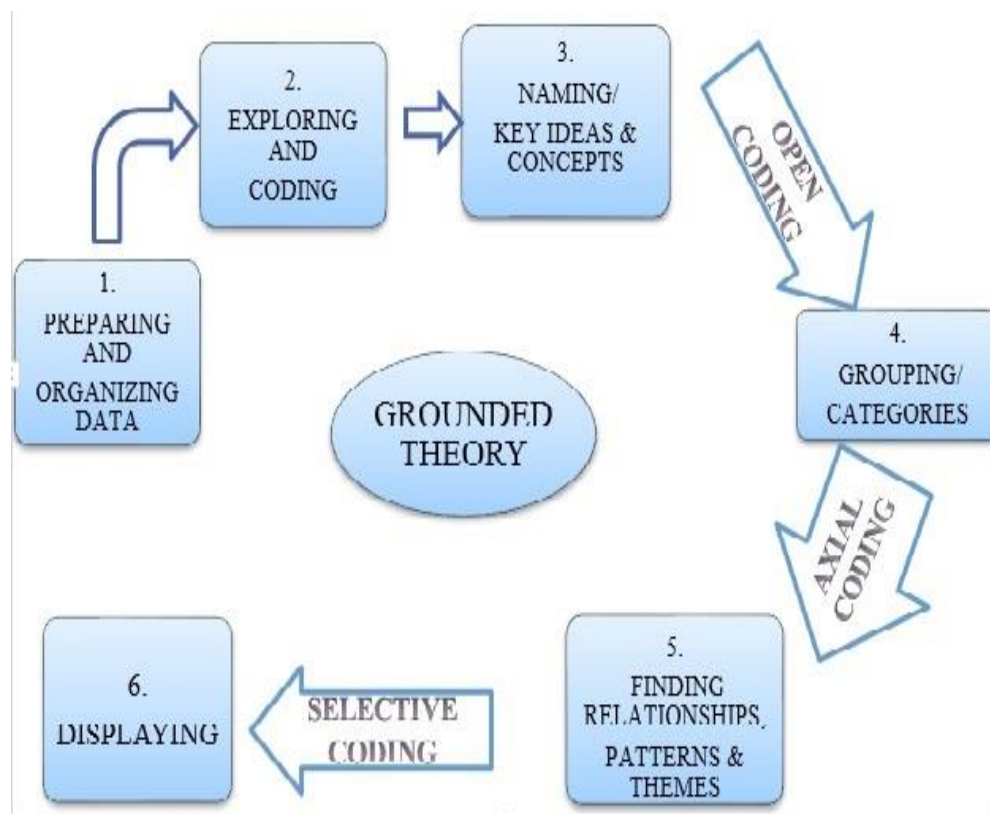 1.
PREPARING
AND
ORGANIZING
DATA
2.
EXPLORING
AND
CODING
3.
NAMING/
KEY IDEAS &
CONCEPTS
OPEN
CODING
4.
GROUPING/
CATEGORIES
AXIAL
CODING
5.
FINDING
RELATIONSHIPS,
PATTERNS &
THEMES
SELECTIVE
CODING
6.
DISPLAYING
GROUNDED
THEORY